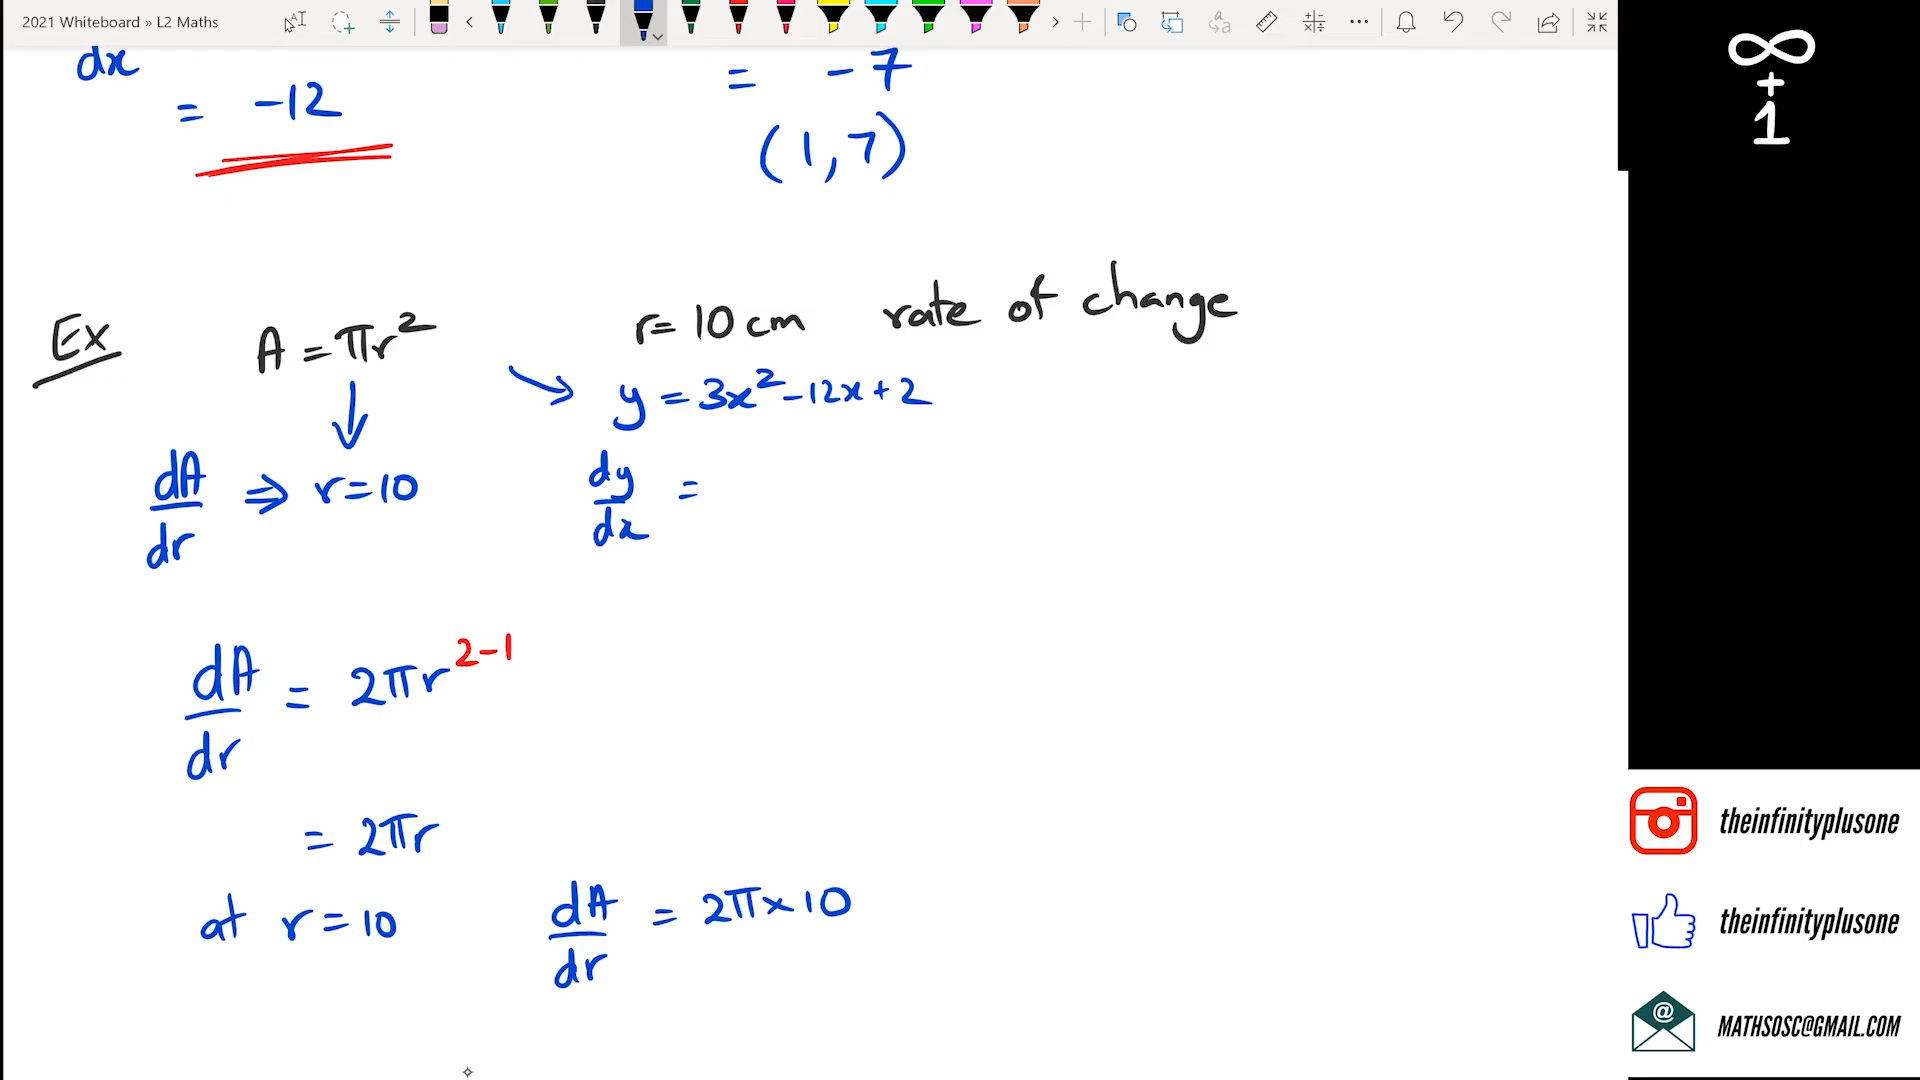 2021 Whiteboard » L2 Maths
dx
= -12
= -7
(1, 7)
∞
+
1
Ex
A = πr²
r = 10 cm rate of change
y = 3x² - 12x + 2
dA/dr ⇒ r = 10
dy/dx =
dA/dr = 2πr²⁻¹
= 2πr
at r = 10 dA/dr = 2π × 10
theinfinityplusone
theinfinityplusone
@
MATHSOSC@GMAIL.COM